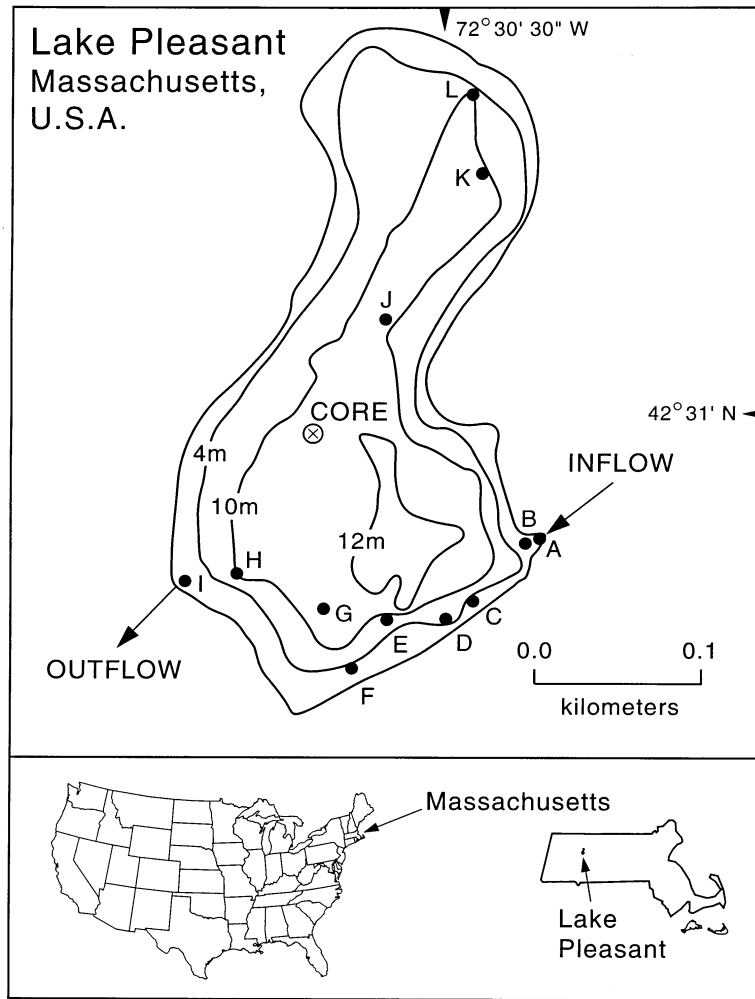 Lake Pleasant
Massachusetts,
U.S.A.
72° 30' 30" W
L
K
J
CORE
42° 31' N
4m
INFLOW
10m
B
12m
A
H
I
G
C
E
D
OUTFLOW
F
0.0
0.1
kilometers
Massachusetts
Lake
Pleasant